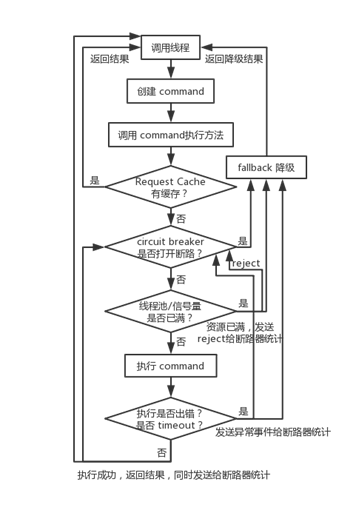 调用线程
返回结果
返回降级结果
创建 command
调用 command执行方法
fallback 降级
是
Request Cache
有缓存？
否
circuit breaker
是否打开断路？
是
reject
否
线程池/信号量
是否已满？
是
资源已满，发送
reject给断路器统计
否
执行 command
执行是否出错？
是否 timeout？
是
发送异常事件给断路器统计
否
执行成功，返回结果，同时发送给断路器统计